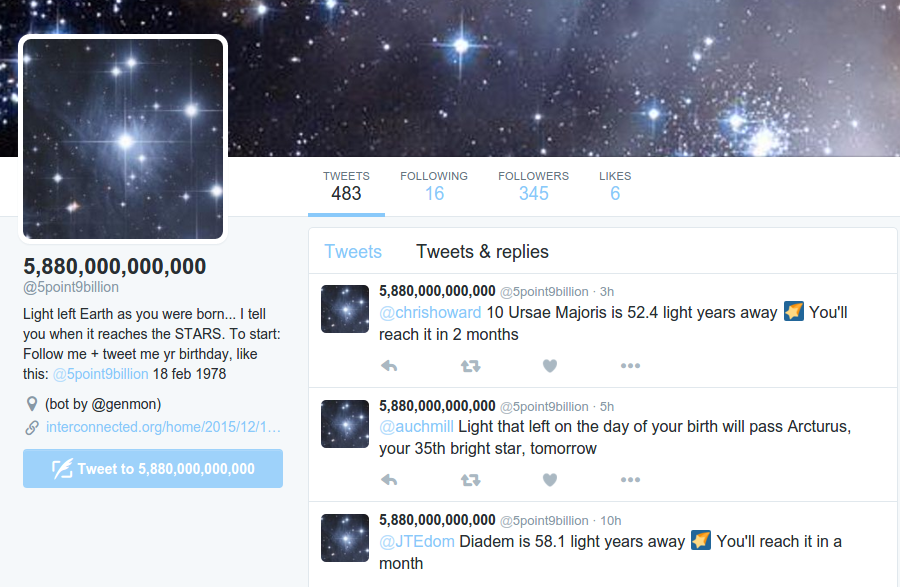 TWEETS
483
FOLLOWING
16
FOLLOWERS
345
LIKES
6
5,880,000,000,000
@5point9billion
Light left Earth as you were born... I tell
you when it reaches the STARS. To start:
Follow me + tweet me yr birthday, like
this: @5point9billion 18 feb 1978
(bot by @genmon)
interconnected.org/home/2015/12/1…
Tweet to 5,880,000,000,000
Tweets Tweets & replies
5,880,000,000,000 @5point9billion · 3h
@chrishoward 10 Ursae Majoris is 52.4 light years away You'll
reach it in 2 months
5,880,000,000,000 @5point9billion · 5h
@auchmill Light that left on the day of your birth will pass Arcturus,
your 35th bright star, tomorrow
5,880,000,000,000 @5point9billion · 10h
@JTEdom Diadem is 58.1 light years away You'll reach it in a
month